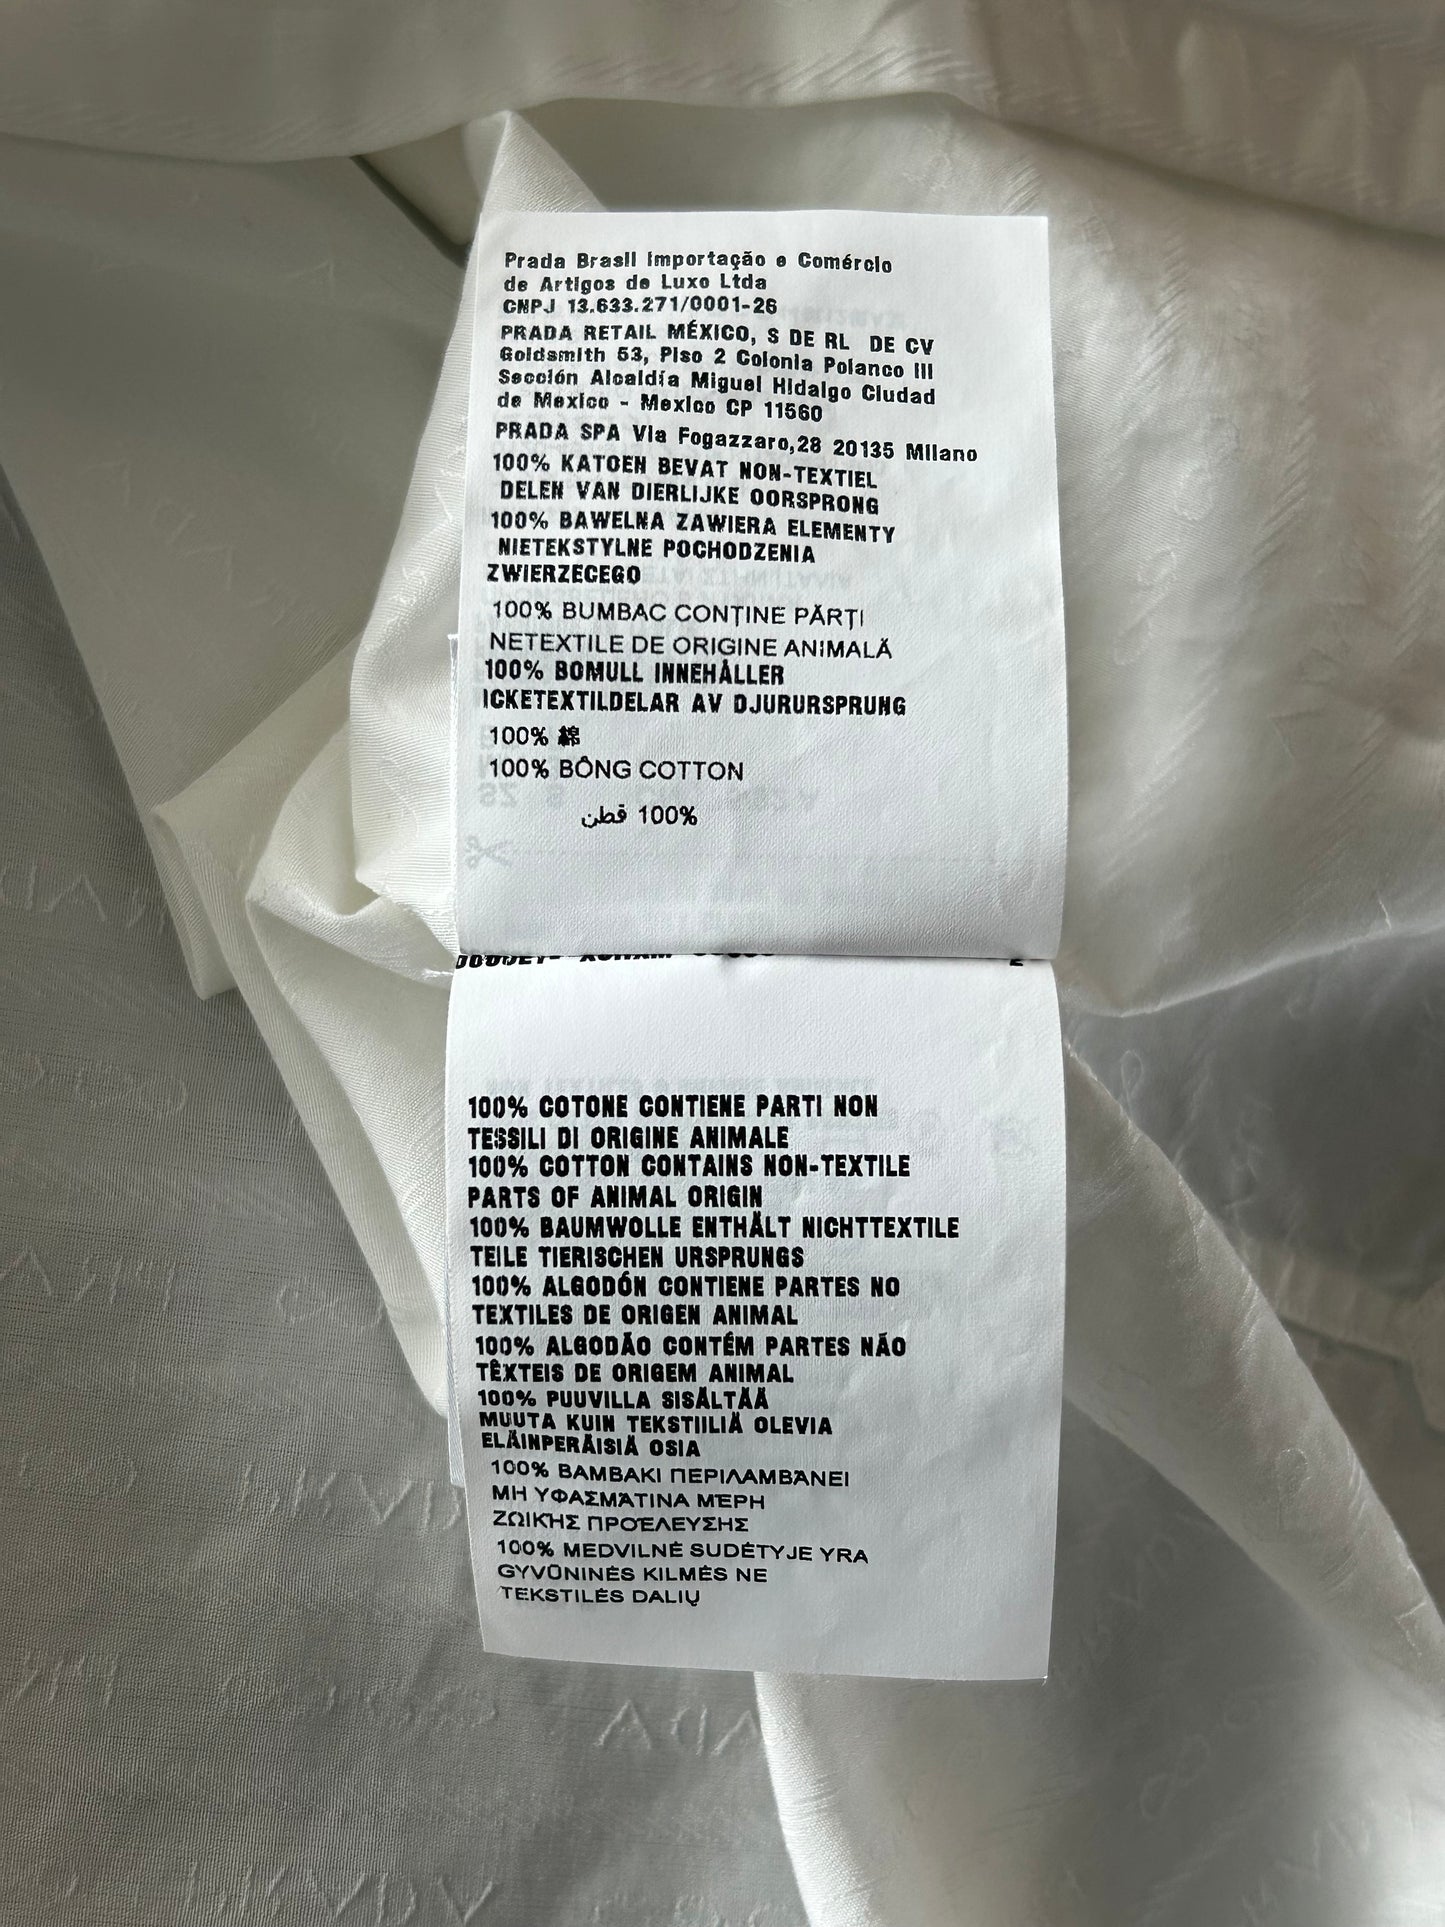 Prada Brasil Importação e Comércio
de Artigos de Luxo Ltda
CNPJ 13.633.271/0001-26
PRADA RETAIL MÉXICO, S DE RL DE CV
Goldsmith 53, Piso 2 Colonia Polanco III
Sección Alcaldía Miguel Hidalgo Ciudad
de Mexico - Mexico CP 11560
PRADA SPA Via Fogazzaro,28 20135 Milano
100% KATOEN BEVAT NON-TEXTIEL
DELEN VAN DIERLIJKE OORSPRONG
100% BAWELNA ZAWIERA ELEMENTY
NIETEKSTYLNE POCHODZENIA
ZWIERZECEGO
100% BUMBAC CONȚINE PĂRȚI
NETEXTILE DE ORIGINE ANIMALĂ
100% BOMULL INNEHÅLLER
ICKETEXTILDELAR AV DJURURSPRUNG
100% 綿
100% BÔNG COTTON
100% قطن
100% COTONE CONTIENE PARTI NON
TESSILI DI ORIGINE ANIMALE
100% COTTON CONTAINS NON-TEXTILE
PARTS OF ANIMAL ORIGIN
100% BAUMWOLLE ENTHÄLT NICHTTEXTILE
TEILE TIERISCHEN URSPRUNGS
100% ALGODÓN CONTIENE PARTES NO
TEXTILES DE ORIGEN ANIMAL
100% ALGODÃO CONTÉM PARTES NÃO
TÊXTEIS DE ORIGEM ANIMAL
100% PUUVILLA SISÄLTÄÄ
MUUTA KUIN TEKSTIILIÄ OLEVIA
ELÄINPERÄISIÄ OSIA
100% ΒΑΜΒΑΚΙ ΠΕΡΙΛΑΜΒΆΝΕΙ
ΜΗ ΥΦΑΣΜΆΤΙΝΑ ΜΈΡΗ
ΖΩΙΚΉΣ ΠΡΟΈΛΕΥΣΗΣ
100% MEDVILNĖ SUDĖTYJE YRA
GYVŪNINĖS KILMĖS NE
TEKSTILĖS DALIŲ